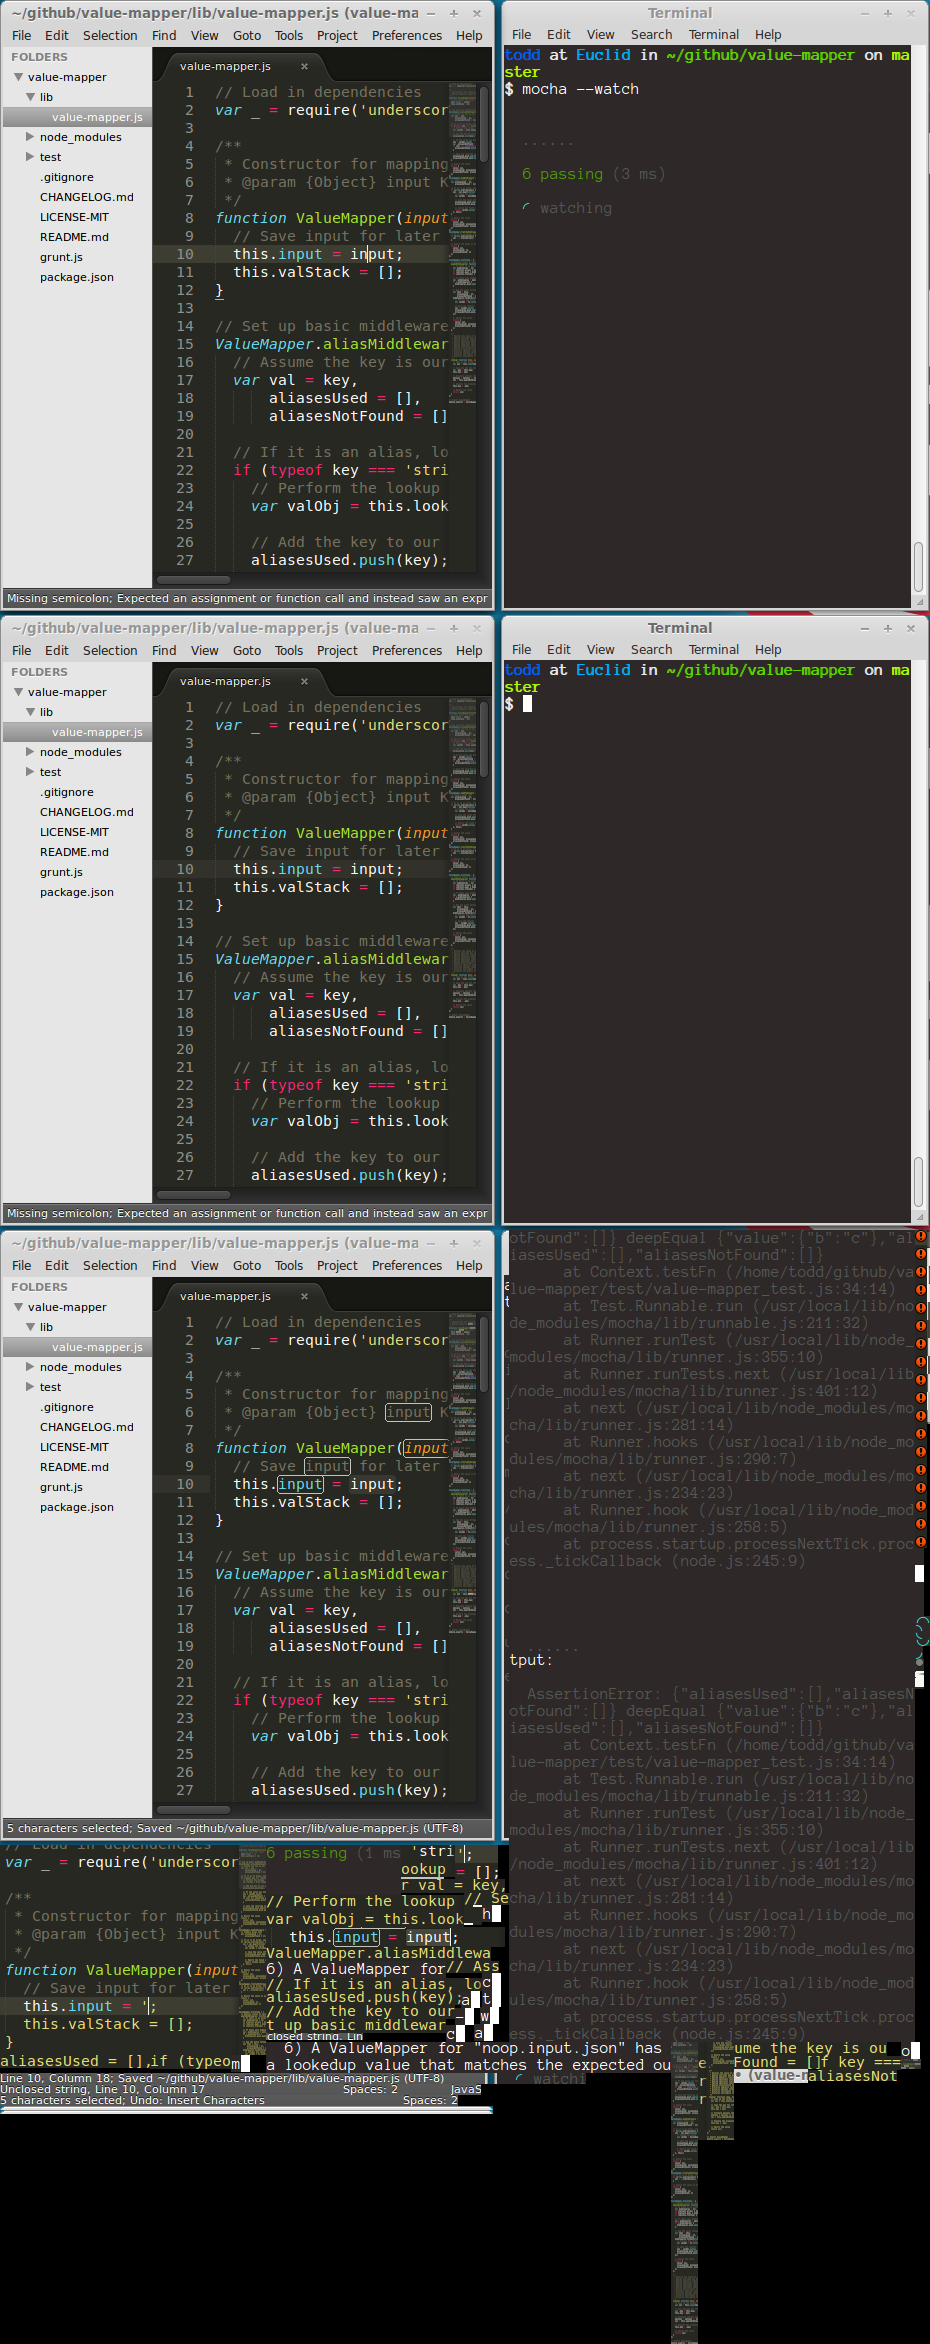 ~/github/value-mapper/lib/value-mapper.js (value-ma
File Edit Selection Find View Goto Tools Project Preferences Help
FOLDERS
value-mapper
lib
value-mapper.js
node_modules
test
.gitignore
CHANGELOG.md
LICENSE-MIT
README.md
grunt.js
package.json
value-mapper.js
1 // Load in dependencies
2 var _ = require('underscor
3
4 /**
5  * Constructor for mapping
6  * @param {Object} input K
7  */
8 function ValueMapper(input
9   // Save input for later
10   this.input = input;
11   this.valStack = [];
12 }
13
14 // Set up basic middleware
15 ValueMapper.aliasMiddlewar
16   // Assume the key is our
17   var val = key,
18       aliasesUsed = [],
19       aliasesNotFound = []
20
21   // If it is an alias, lo
22   if (typeof key === 'stri
23     // Perform the lookup
24     var valObj = this.look
25
26     // Add the key to our
27     aliasesUsed.push(key);
Missing semicolon; Expected an assignment or function call and instead saw an expr
Terminal
File Edit View Search Terminal Help
todd at Euclid in ~/github/value-mapper on ma
ster
$ mocha --watch
......
6 passing (3 ms)
watching
~/github/value-mapper/lib/value-mapper.js (value-ma
File Edit Selection Find View Goto Tools Project Preferences Help
FOLDERS
value-mapper
lib
value-mapper.js
node_modules
test
.gitignore
CHANGELOG.md
LICENSE-MIT
README.md
grunt.js
package.json
value-mapper.js
1 // Load in dependencies
2 var _ = require('underscor
3
4 /**
5  * Constructor for mapping
6  * @param {Object} input K
7  */
8 function ValueMapper(input
9   // Save input for later
10   this.input = input;
11   this.valStack = [];
12 }
13
14 // Set up basic middleware
15 ValueMapper.aliasMiddlewar
16   // Assume the key is our
17   var val = key,
18       aliasesUsed = [],
19       aliasesNotFound = []
20
21   // If it is an alias, lo
22   if (typeof key === 'stri
23     // Perform the lookup
24     var valObj = this.look
25
26     // Add the key to our
27     aliasesUsed.push(key);
Missing semicolon; Expected an assignment or function call and instead saw an expr
Terminal
File Edit View Search Terminal Help
todd at Euclid in ~/github/value-mapper on ma
ster
$
~/github/value-mapper/lib/value-mapper.js (value-ma
File Edit Selection Find View Goto Tools Project Preferences Help
FOLDERS
value-mapper
lib
value-mapper.js
node_modules
test
.gitignore
CHANGELOG.md
LICENSE-MIT
README.md
grunt.js
package.json
value-mapper.js
1 // Load in dependencies
2 var _ = require('underscor
3
4 /**
5  * Constructor for mapping
6  * @param {Object} input K
7  */
8 function ValueMapper(input
9   // Save input for later
10   this.input = input;
11   this.valStack = [];
12 }
13
14 // Set up basic middleware
15 ValueMapper.aliasMiddlewar
16   // Assume the key is our
17   var val = key,
18       aliasesUsed = [],
19       aliasesNotFound = []
20
21   // If it is an alias, lo
22   if (typeof key === 'stri
23     // Perform the lookup
24     var valObj = this.look
25
26     // Add the key to our
27     aliasesUsed.push(key);
5 characters selected; Saved ~/github/value-mapper/lib/value-mapper.js (UTF-8)
otFound":[]} deepEqual {"value":{"b":"c"},"al
iasesUsed":[],"aliasesNotFound":[]}
at Context.testFn (/home/todd/github/va
lue-mapper/test/value-mapper_test.js:34:14)
at Test.Runnable.run (/usr/local/lib/no
de_modules/mocha/lib/runnable.js:211:32)
at Runner.runTest (/usr/local/lib/node_
modules/mocha/lib/runner.js:355:10)
at Runner.runTests.next (/usr/local/lib
/node_modules/mocha/lib/runner.js:401:12)
at next (/usr/local/lib/node_modules/mo
cha/lib/runner.js:281:14)
at Runner.hooks (/usr/local/lib/node_mo
dules/mocha/lib/runner.js:290:7)
at next (/usr/local/lib/node_modules/mo
cha/lib/runner.js:234:23)
at Runner.hook (/usr/local/lib/node_mod
ules/mocha/lib/runner.js:258:5)
at process.startup.processNextTick.proc
ess._tickCallback (node.js:245:9)
......
tput:
AssertionError: {"aliasesUsed":[],"aliasesN
otFound":[]} deepEqual {"value":{"b":"c"},"al
iasesUsed":[],"aliasesNotFound":[]}
at Context.testFn (/home/todd/github/va
lue-mapper/test/value-mapper_test.js:34:14)
at Test.Runnable.run (/usr/local/lib/no
de_modules/mocha/lib/runnable.js:211:32)
at Runner.runTest (/usr/local/lib/node_
modules/mocha/lib/runner.js:355:10)
at Runner.runTests.next (/usr/local/lib
/node_modules/mocha/lib/runner.js:401:12)
at next (/usr/local/lib/node_modules/mo
cha/lib/runner.js:281:14)
at Runner.hooks (/usr/local/lib/node_mo
dules/mocha/lib/runner.js:290:7)
at next (/usr/local/lib/node_modules/mo
cha/lib/runner.js:234:23)
at Runner.hook (/usr/local/lib/node_mod
ules/mocha/lib/runner.js:258:5)
at process.startup.processNextTick.proc
ess._tickCallback (node.js:245:9)
// Load in dependencies
var _ = require('underscor
/**
 * Constructor for mapping
 * @param {Object} input K
 */
function ValueMapper(input
// Save input for later
this.input = ';
this.valStack = [];
}
aliasesUsed = [],if (typeo
6 passing (1 ms 'stri ';
ookup = [];
r val = key,
// Perform the lookup // Se
var valObj = this.look
this.input = input;
ValueMapper.aliasMiddlewa
6) A ValueMapper for // Ass
// If it is an alias, lo
aliasesUsed.push(key);
// Add the key to our
t up basic middlewar
closed string, Lin
6) A ValueMapper for "noop.input.json" has
a lookedup value that matches the expected ou
watchi
Line 10, Column 18; Saved ~/github/value-mapper/lib/value-mapper.js (UTF-8)
Unclosed string, Line 10, Column 17 Spaces: 2 JavaS
5 characters selected; Undo: Insert Characters Spaces: 2
ume the key is ou
Found = []f key ===
• (value-raliasesNot